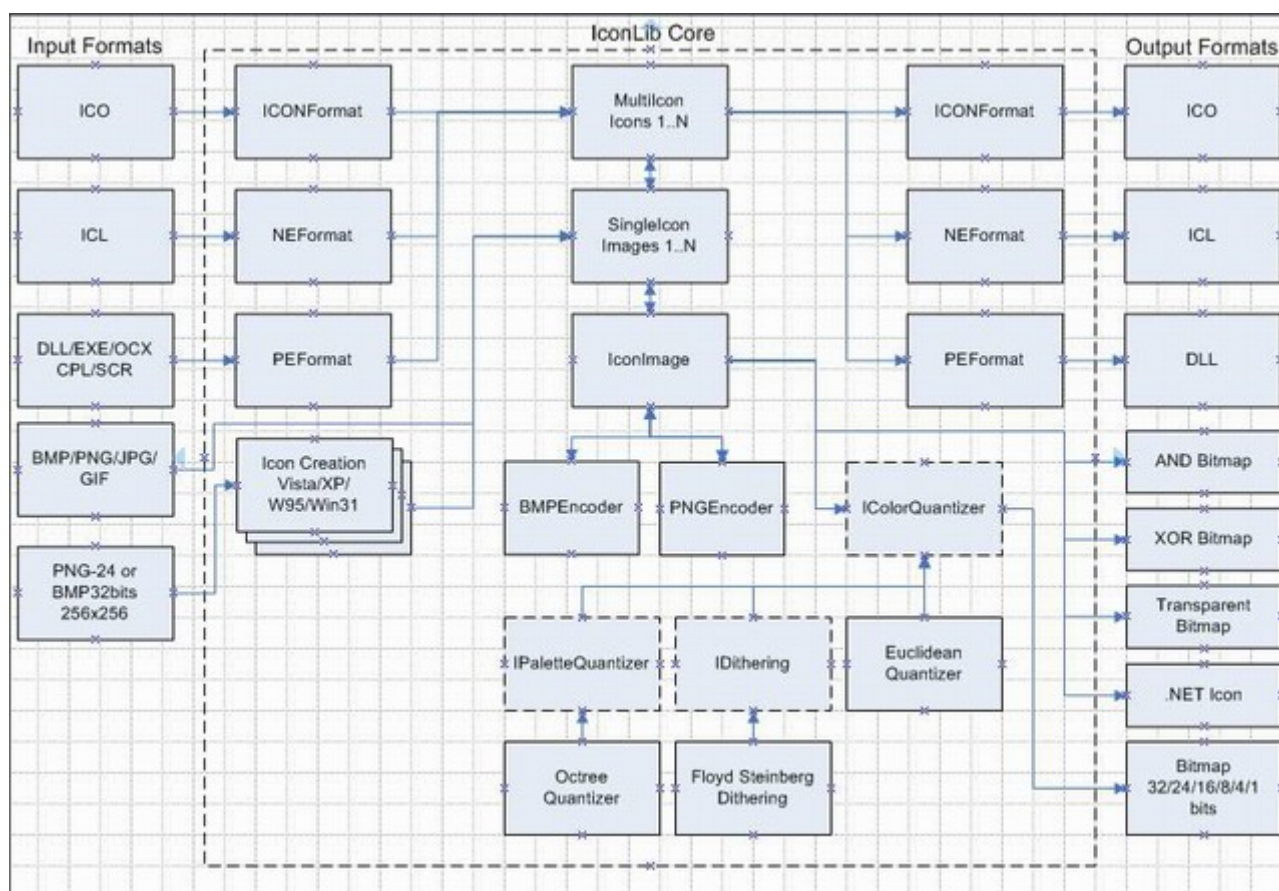 Input Formats
IconLib Core
Output Formats
ICO
ICONFormat
MultiIcon
Icons 1..N
ICONFormat
ICO
ICL
NEFormat
SingleIcon
Images 1..N
NEFormat
ICL
DLL/EXE/OCX
CPL/SCR
PEFormat
IconImage
PEFormat
DLL
BMP/PNG/JPG/
GIF
Icon Creation
Vista/XP/
W95/Win31
BMPEncoder
PNGEncoder
IColorQuantizer
AND Bitmap
XOR Bitmap
PNG-24 or
BMP32bits
256x256
Transparent
Bitmap
IPaletteQuantizer
IDithering
Euclidean
Quantizer
.NET Icon
Octree
Quantizer
Floyd Steinberg
Dithering
Bitmap
32/24/16/8/4/1
bits